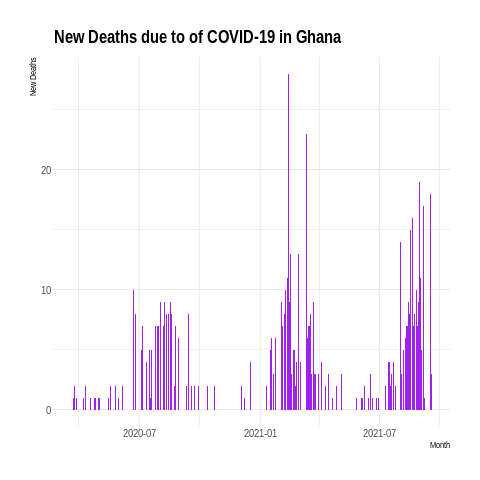 New Deaths due to of COVID-19 in Ghana
New Deaths
20
10
0
2020-07
2021-01
2021-07
Month